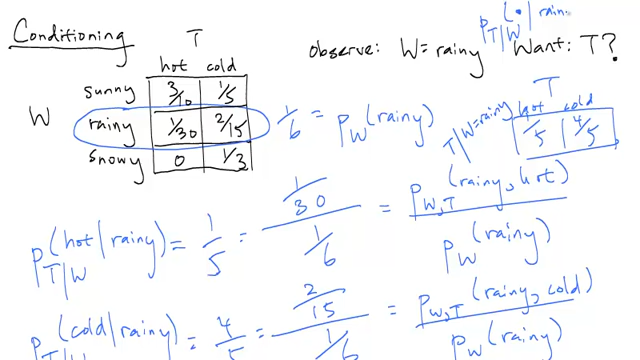 Conditioning
p_T|W(· | rain
observe: W = rainy Want: T?
T
hot cold
sunny 3/10 1/5
W rainy 1/30 2/15 1/6 = p_W(rainy)
snowy 0 1/3
T
hot cold
T|W=rainy 1/5 4/5
p_T|W(hot|rainy) = 1/5 = (1/30)/(1/6) = p_W,T(rainy, hot)/p_W(rainy)
p_T|W(cold|rainy) = 4/5 = (2/15)/(1/6) = p_W,T(rainy, cold)/p_W(rainy)